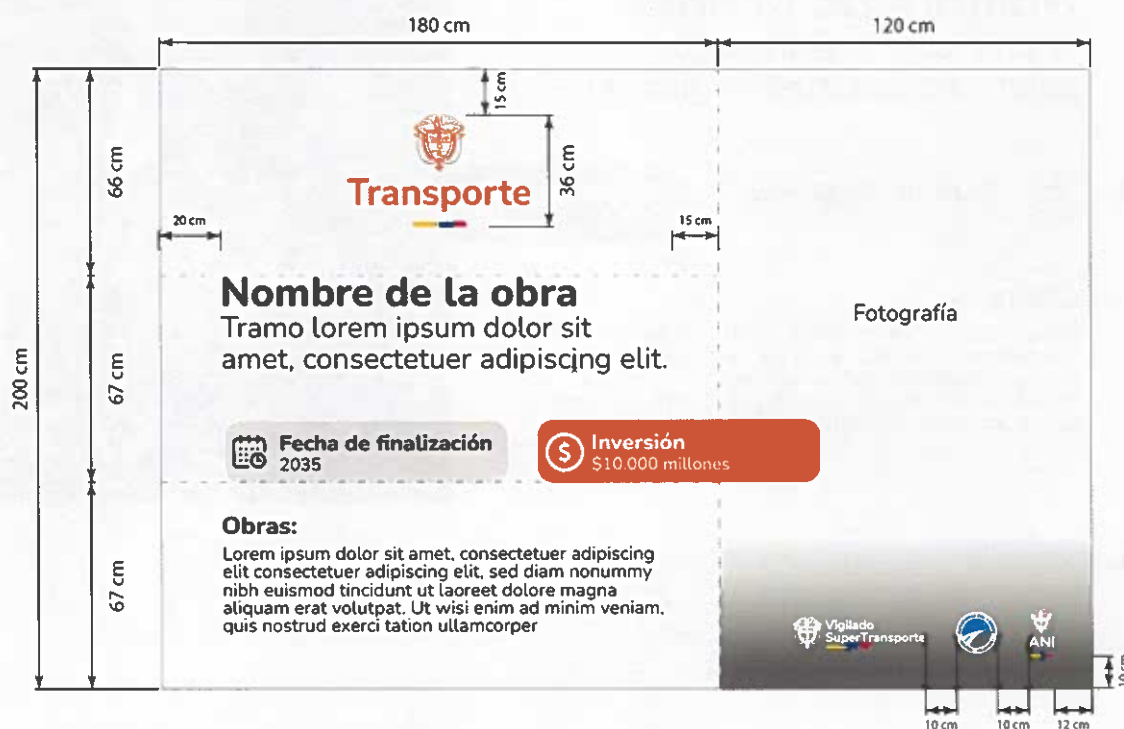 180 cm
120 cm
15 cm
36 cm
Transporte
66 cm
20 cm
15 cm
200 cm
67 cm
Nombre de la obra
Tramo lorem ipsum dolor sit
amet, consectetuer adipiscing elit.
Fotografía
Fecha de finalización
2035
Inversión
$10.000 millones
67 cm
Obras:
Lorem ipsum dolor sit amet, consectetuer adipiscing
elit consectetuer adipiscing elit, sed diam nonummy
nibh euismod tincidunt ut laoreet dolore magna
aliquam erat volutpat. Ut wisi enim ad minim veniam,
quis nostrud exerci tation ullamcorper
Vigilado
SuperTransporte
ANI
10 cm
10 cm
10 cm
12 cm